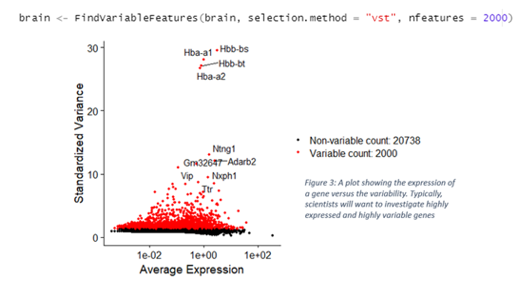 brain <- FindVariableFeatures(brain, selection.method = "vst", nfeatures = 2000)
30
Hba-a1
Hbb-bs
Hbb-bt
Hba-a2
20
Standardized Variance
Ntng1
Gm32647
Adarb2
10
Vip
Nxph1
Ttr
0
1e-02
1e+00
1e+02
Average Expression
Non-variable count: 20738
Variable count: 2000
Figure 3: A plot showing the expression of
a gene versus the variability. Typically,
scientists will want to investigate highly
expressed and highly variable genes